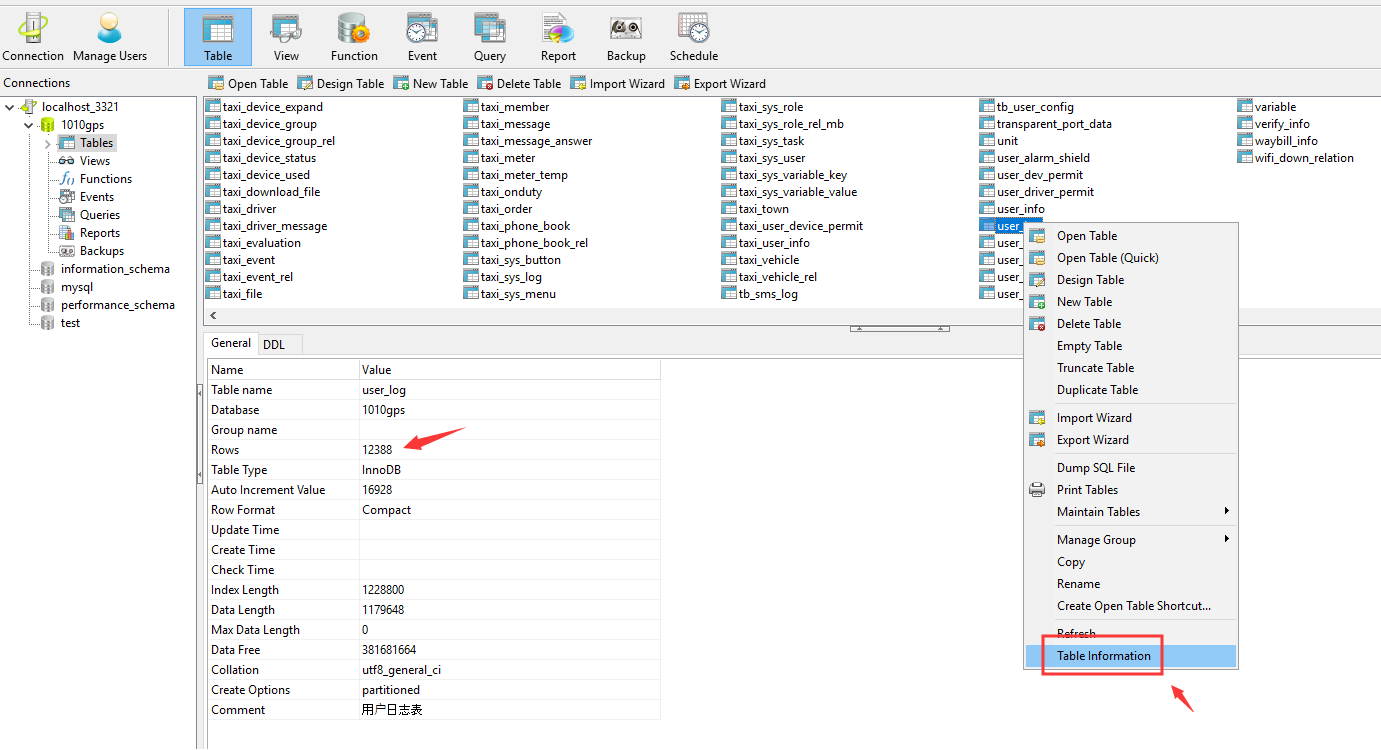 Connection Manage Users Table View Function Event Query Report Backup Schedule
Connections
Open Table Design Table New Table Delete Table Import Wizard Export Wizard
localhost_3321
1010gps
Tables
Views
Functions
Events
Queries
Reports
Backups
information_schema
mysql
performance_schema
test
taxi_device_expand
taxi_device_group
taxi_device_group_rel
taxi_device_status
taxi_device_used
taxi_download_file
taxi_driver
taxi_driver_message
taxi_evaluation
taxi_event
taxi_event_rel
taxi_file
taxi_member
taxi_message
taxi_message_answer
taxi_meter
taxi_meter_temp
taxi_onduty
taxi_order
taxi_phone_book
taxi_phone_book_rel
taxi_sys_button
taxi_sys_log
taxi_sys_menu
taxi_sys_role
taxi_sys_role_rel_mb
taxi_sys_task
taxi_sys_user
taxi_sys_variable_key
taxi_sys_variable_value
taxi_town
taxi_user_device_permit
taxi_user_info
taxi_vehicle
taxi_vehicle_rel
tb_sms_log
tb_user_config
transparent_port_data
unit
user_alarm_shield
user_dev_permit
user_driver_permit
user_info
user_
user_
user_
user_
user_
variable
verify_info
waybill_info
wifi_down_relation
Open Table
Open Table (Quick)
Design Table
New Table
Delete Table
Empty Table
Truncate Table
Duplicate Table
Import Wizard
Export Wizard
Dump SQL File
Print Tables
Maintain Tables
Manage Group
Copy
Rename
Create Open Table Shortcut...
Refresh
Table Information
General DDL
Name Value
Table name user_log
Database 1010gps
Group name
Rows 12388
Table Type InnoDB
Auto Increment Value 16928
Row Format Compact
Update Time
Create Time
Check Time
Index Length 1228800
Data Length 1179648
Max Data Length 0
Data Free 381681664
Collation utf8_general_ci
Create Options partitioned
Comment 用户日志表